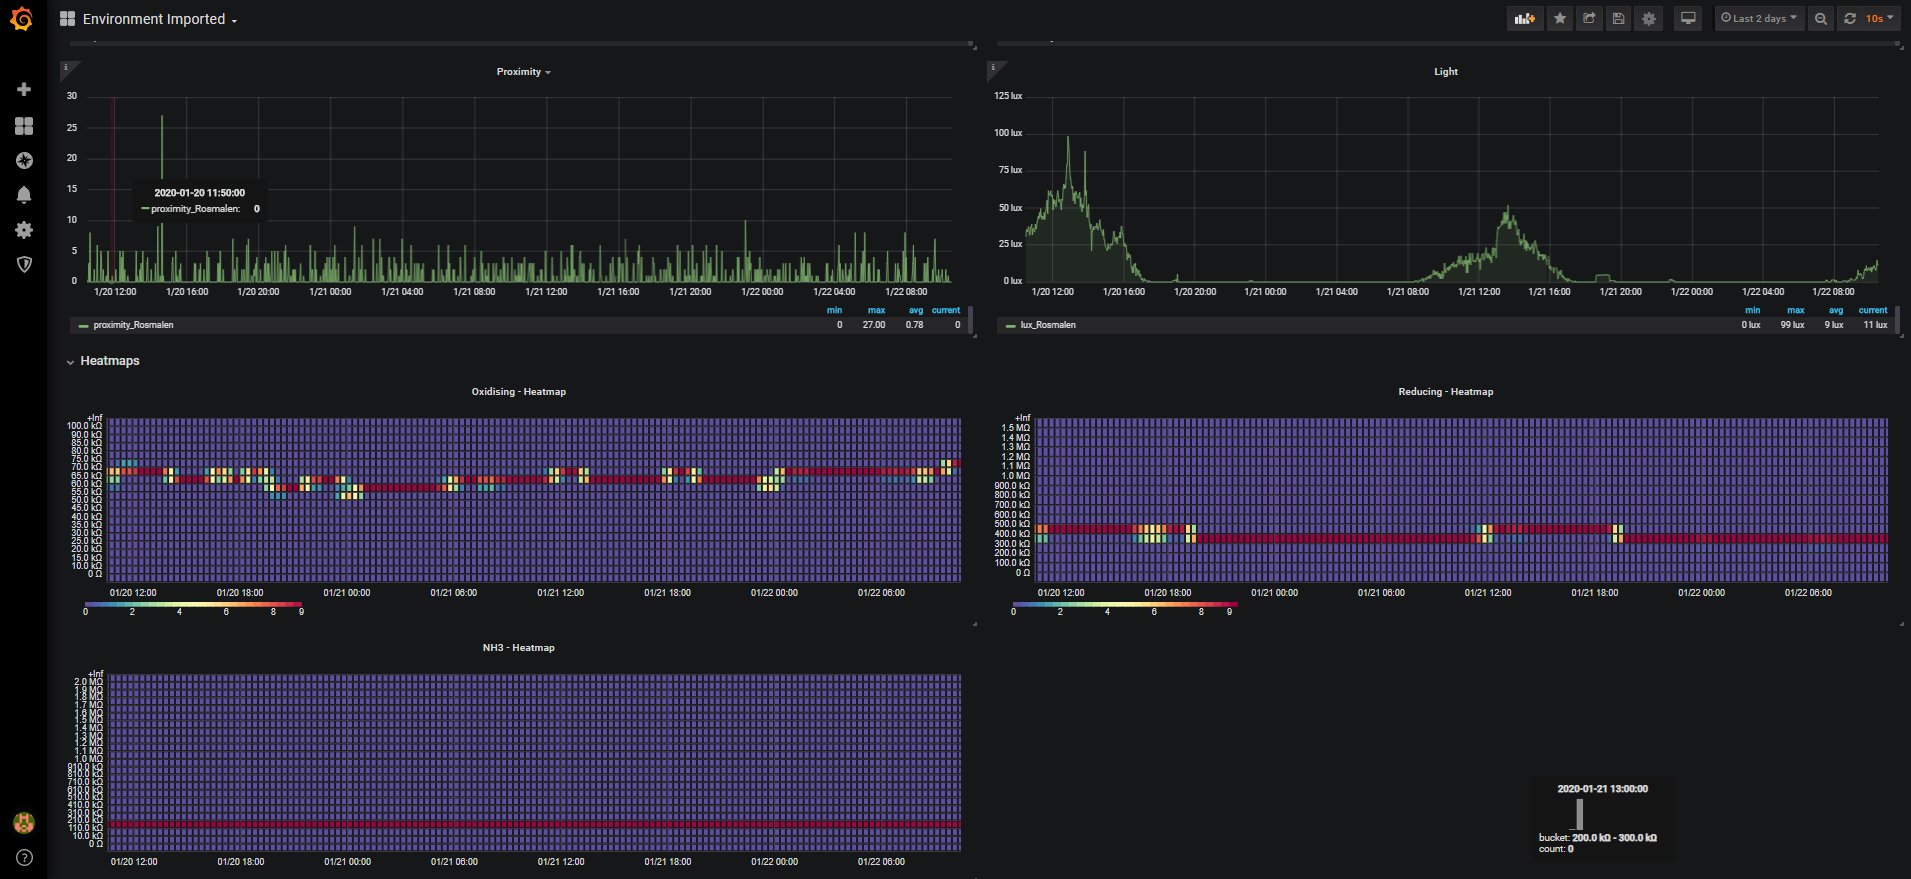 Environment Imported
Last 2 days
10s
Proximity
30
25
20
15
10
5
0
2020-01-20 11:50:00
proximity_Rosmalen: 0
1/20 12:00 1/20 16:00 1/20 20:00 1/21 00:00 1/21 04:00 1/21 08:00 1/21 12:00 1/21 16:00 1/21 20:00 1/22 00:00 1/22 04:00 1/22 08:00
min max avg current
proximity_Rosmalen 0 27.00 0.78 0
Light
125 lux
100 lux
75 lux
50 lux
25 lux
0 lux
1/20 12:00 1/20 16:00 1/20 20:00 1/21 00:00 1/21 04:00 1/21 08:00 1/21 12:00 1/21 16:00 1/21 20:00 1/22 00:00 1/22 04:00 1/22 08:00
min max avg current
lux_Rosmalen 0 lux 99 lux 9 lux 11 lux
Heatmaps
Oxidising - Heatmap
+Inf
100.0 kΩ
90.0 kΩ
85.0 kΩ
80.0 kΩ
75.0 kΩ
70.0 kΩ
65.0 kΩ
60.0 kΩ
55.0 kΩ
50.0 kΩ
45.0 kΩ
40.0 kΩ
35.0 kΩ
30.0 kΩ
25.0 kΩ
20.0 kΩ
15.0 kΩ
10.0 kΩ
0 Ω
01/20 12:00 01/20 18:00 01/21 00:00 01/21 06:00 01/21 12:00 01/21 18:00 01/22 00:00 01/22 06:00
0 2 4 6 8 9
Reducing - Heatmap
+Inf
1.5 MΩ
1.4 MΩ
1.3 MΩ
1.2 MΩ
1.1 MΩ
1.0 MΩ
900.0 kΩ
800.0 kΩ
700.0 kΩ
600.0 kΩ
500.0 kΩ
400.0 kΩ
300.0 kΩ
200.0 kΩ
100.0 kΩ
0 Ω
01/20 12:00 01/20 18:00 01/21 00:00 01/21 06:00 01/21 12:00 01/21 18:00 01/22 00:00 01/22 06:00
0 2 4 6 8 9
NH3 - Heatmap
+Inf
2.0 MΩ
1.9 MΩ
1.8 MΩ
1.7 MΩ
1.6 MΩ
1.5 MΩ
1.4 MΩ
1.3 MΩ
1.2 MΩ
1.1 MΩ
1.0 MΩ
910.0 kΩ
810.0 kΩ
710.0 kΩ
610.0 kΩ
510.0 kΩ
410.0 kΩ
310.0 kΩ
210.0 kΩ
110.0 kΩ
10.0 kΩ
0 Ω
01/20 12:00 01/20 18:00 01/21 00:00 01/21 06:00 01/21 12:00 01/21 18:00 01/22 00:00 01/22 06:00
2020-01-21 13:00:00
bucket: 200.0 kΩ - 300.0 kΩ
count: 0